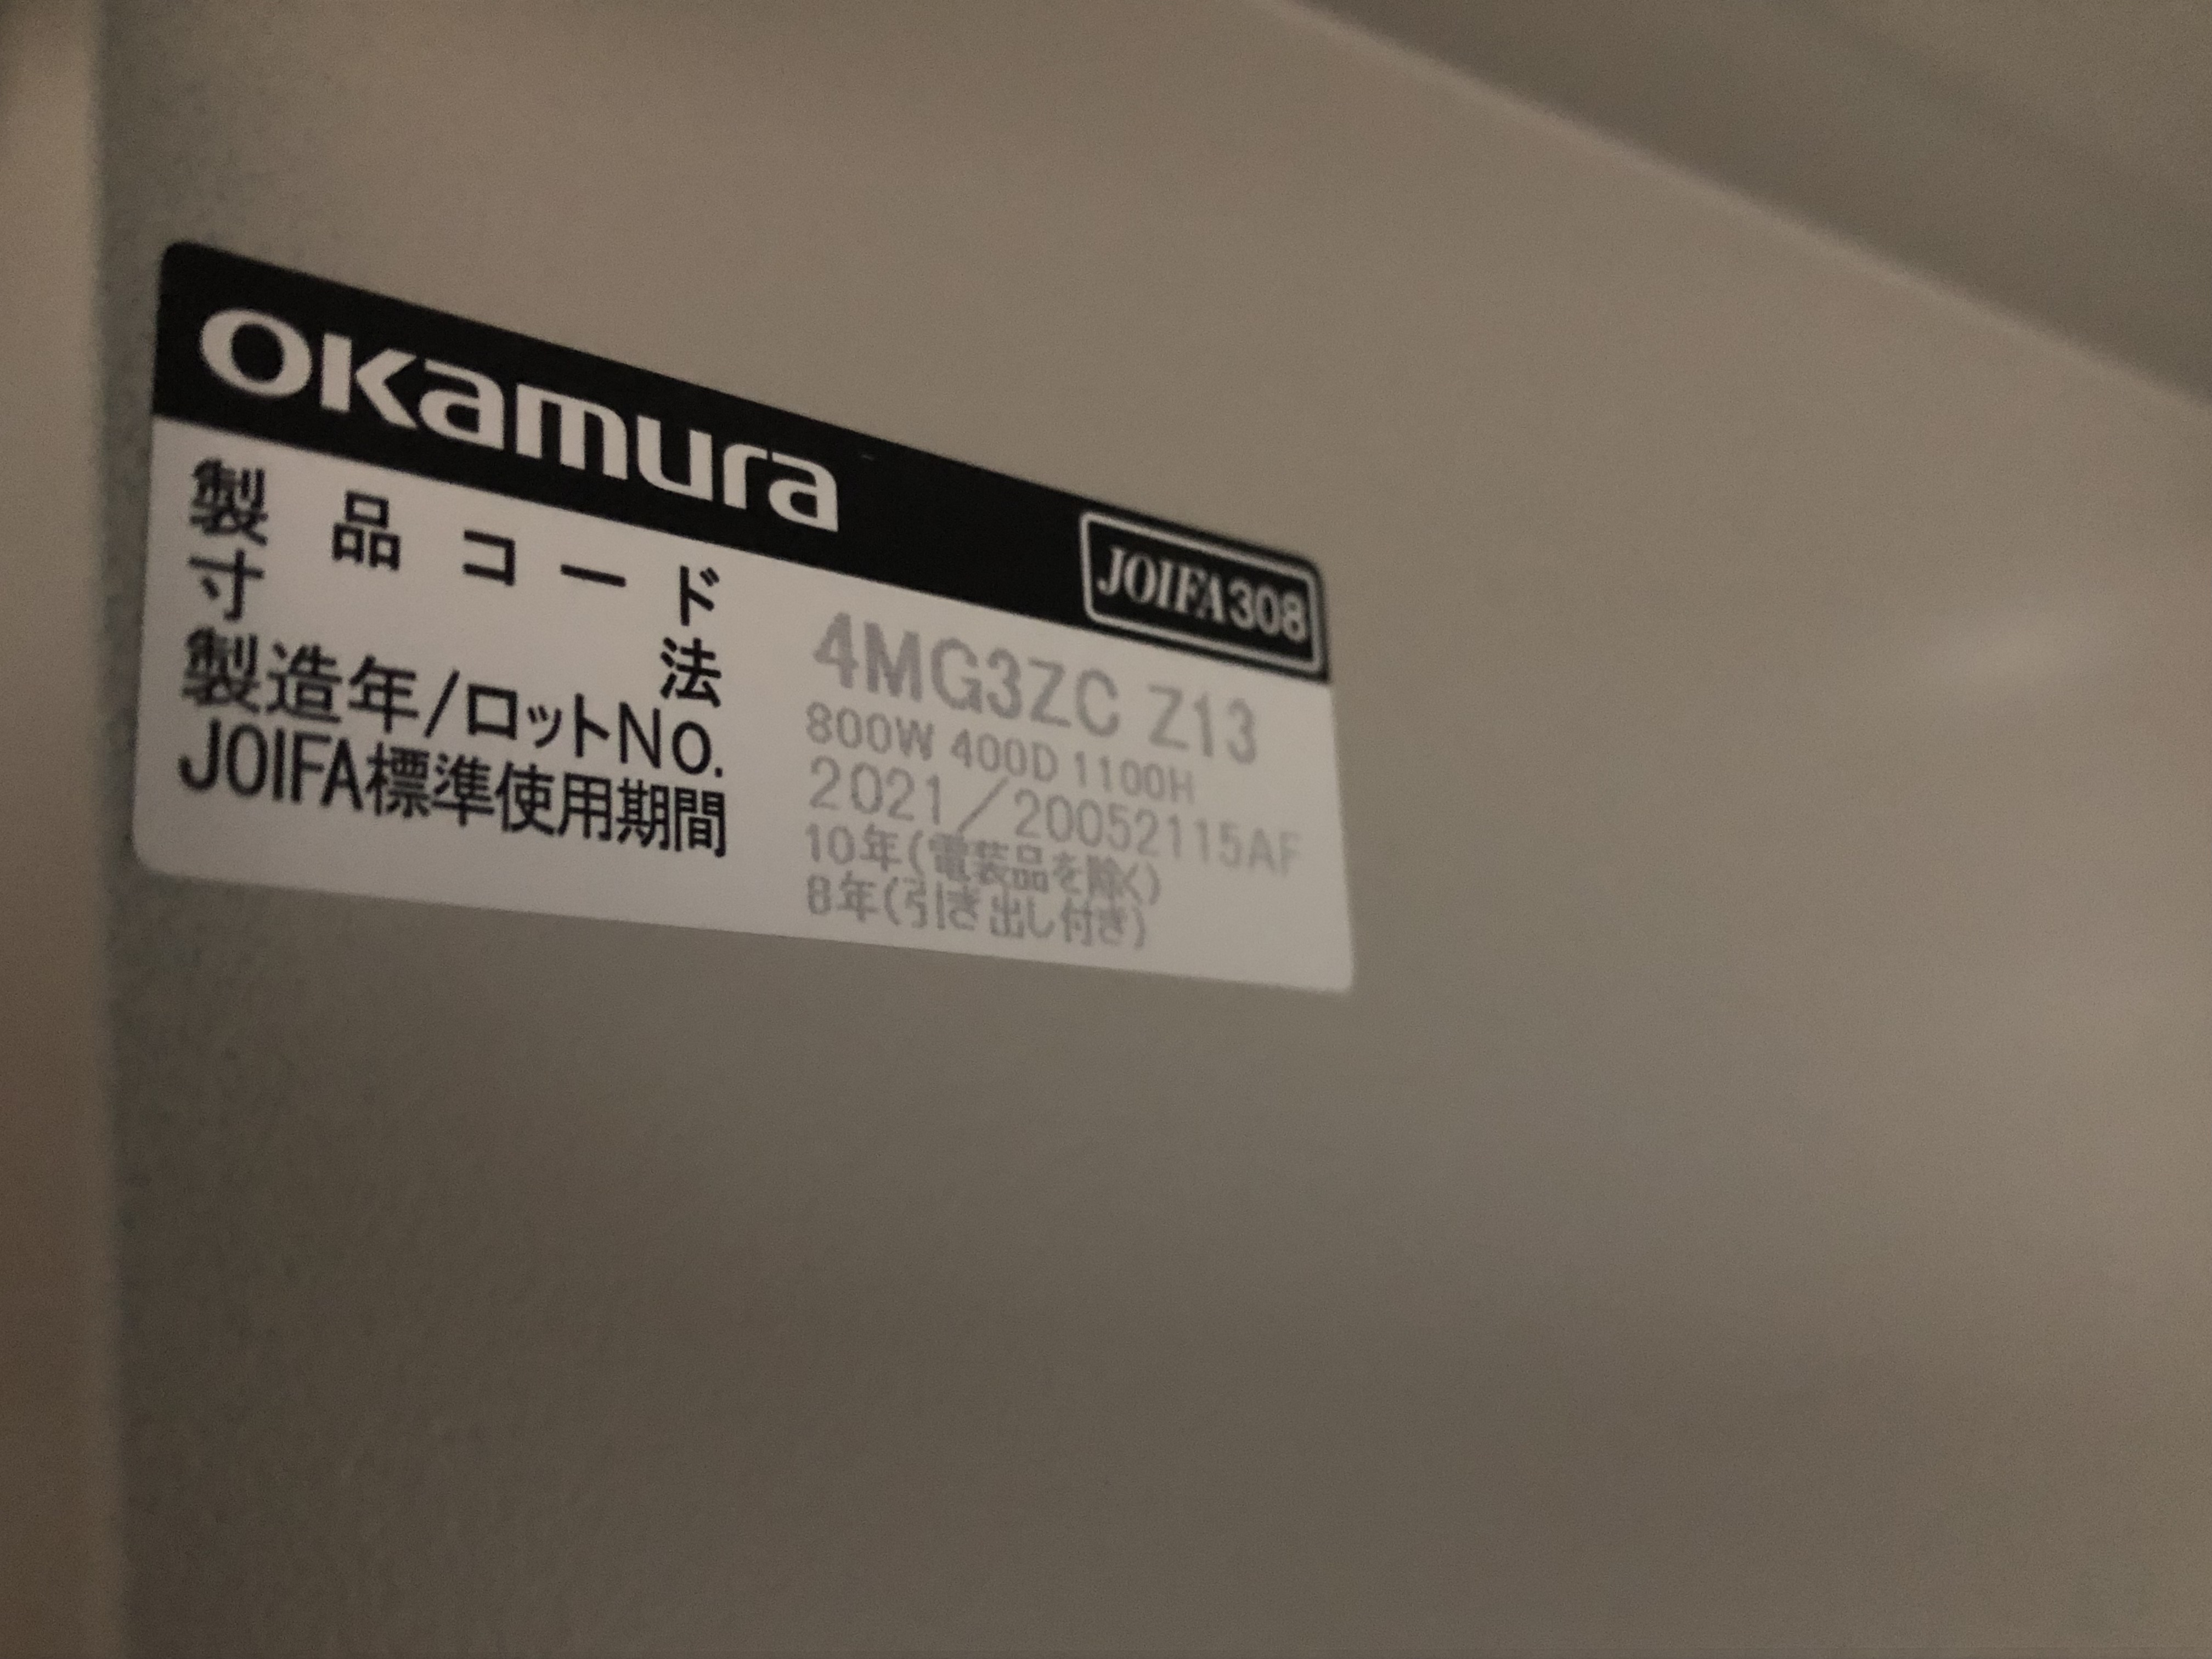 okamura
JOIFA308
製品コード 4MG3ZC Z13
寸法 800W 400D 1100H
製造年/ロットNo. 2021/20052115AF
JOIFA標準使用期間 10年(電装品を除く)
8年(引き出し付き)